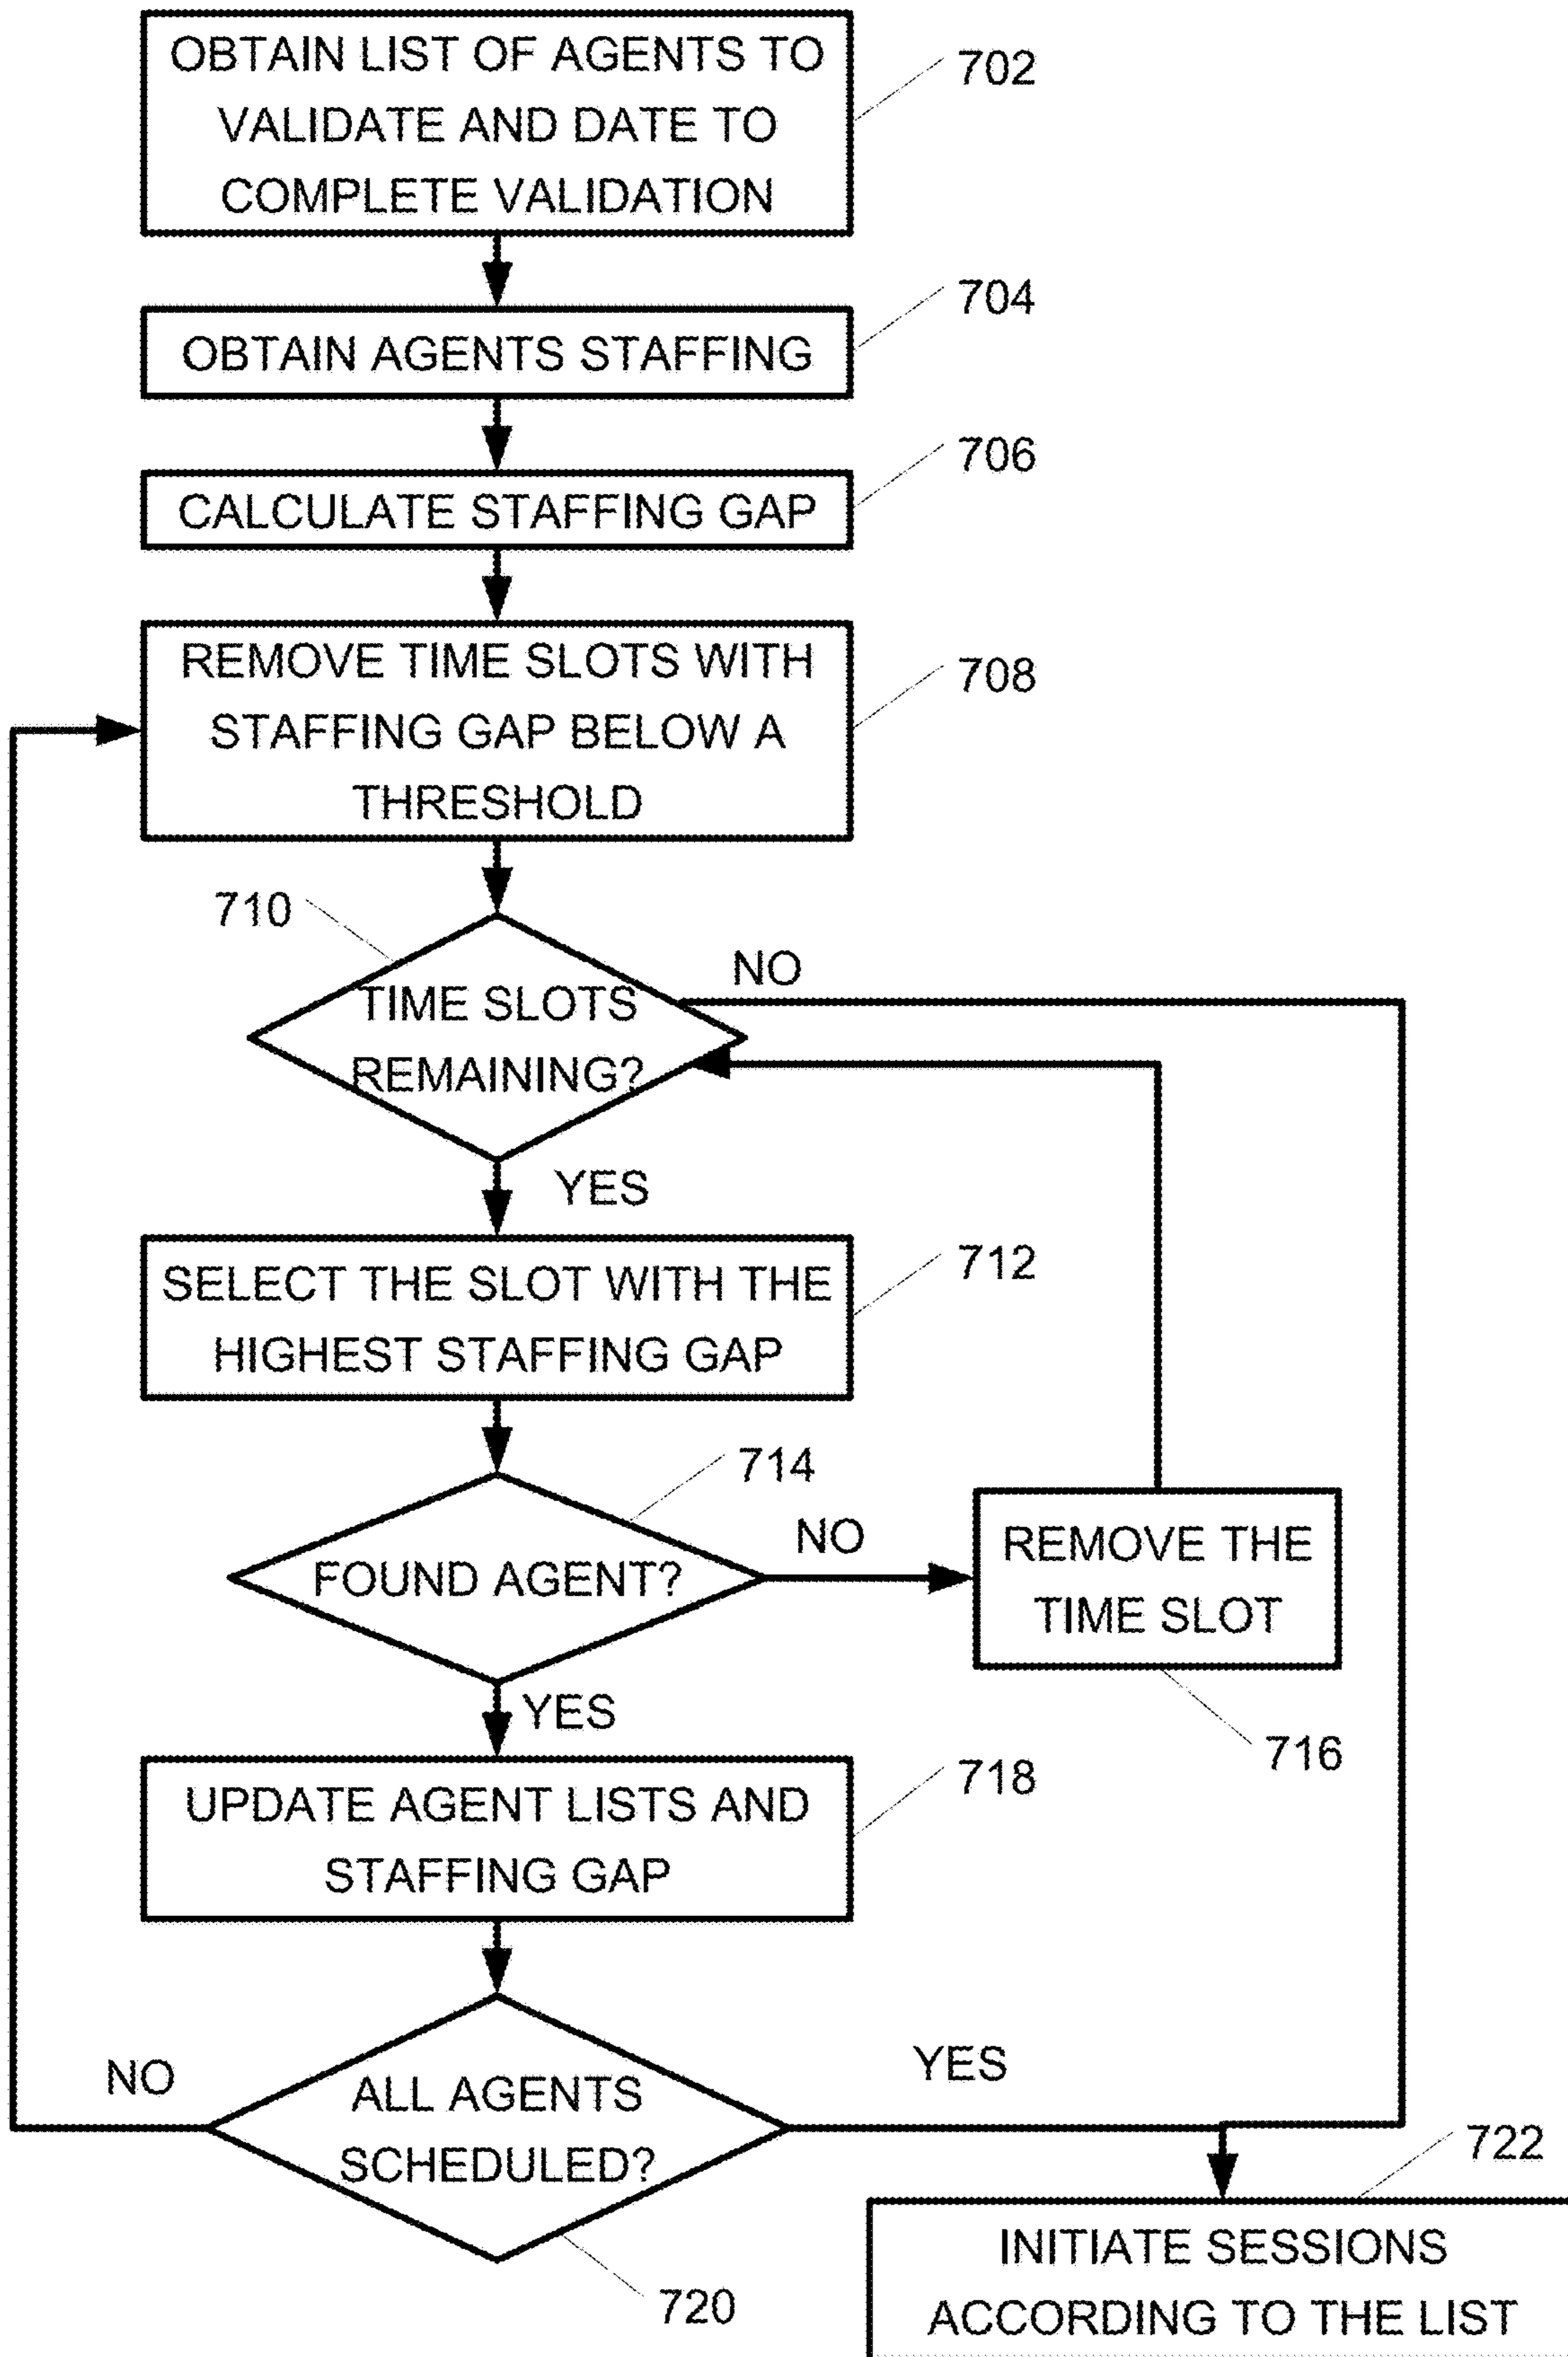 OBTAIN LIST OF AGENTS TO
VALIDATE AND DATE TO
COMPLETE VALIDATION
702
OBTAIN AGENTS STAFFING
704
CALCULATE STAFFING GAP
706
REMOVE TIME SLOTS WITH
STAFFING GAP BELOW A
THRESHOLD
708
710
TIME SLOTS
REMAINING?
NO
YES
SELECT THE SLOT WITH THE
HIGHEST STAFFING GAP
712
714
FOUND AGENT?
NO
REMOVE THE
TIME SLOT
716
YES
UPDATE AGENT LISTS AND
STAFFING GAP
718
NO
ALL AGENTS
SCHEDULED?
YES
720
722
INITIATE SESSIONS
ACCORDING TO THE LIST